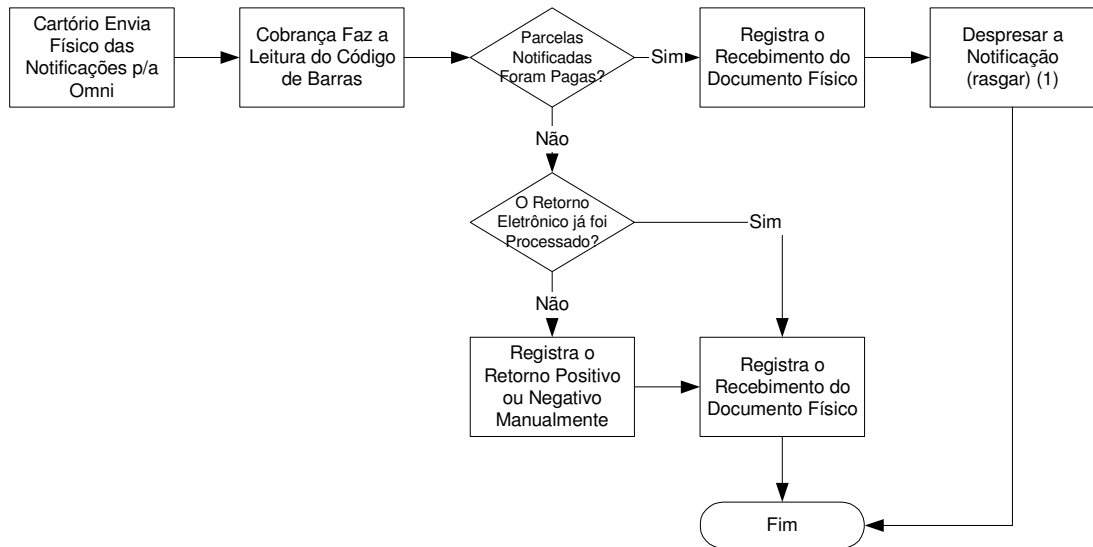 Cartório Envia
Físico das
Notificações p/a
Omni
Cobrança Faz a
Leitura do Código
de Barras
Parcelas
Notificadas
Foram Pagas?
Sim
Registra o
Recebimento do
Documento Físico
Despresar a
Notificação
(rasgar) (1)
Não
O Retorno
Eletrônico já foi
Processado?
Sim
Não
Registra o
Retorno Positivo
ou Negativo
Manualmente
Registra o
Recebimento do
Documento Físico
Fim